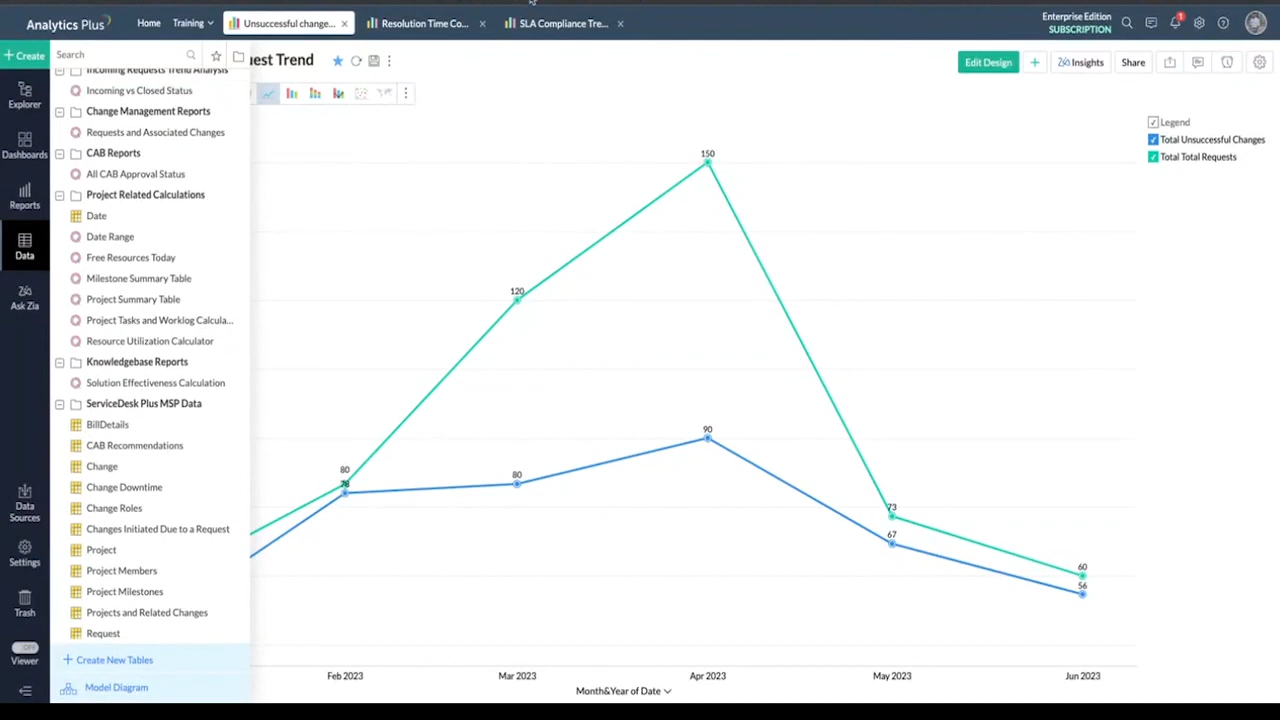 Analytics Plus
Home
Training
Unsuccessful change...
Resolution Time Co...
SLA Compliance Tre...
Enterprise Edition
SUBSCRIPTION
1
Create
Search
uest Trend
Edit Design
Insights
Share
Explorer
Dashboards
Reports
Data
Ask Zia
Data
Sources
Settings
Trash
OFF
Viewer
Incoming Requests Trend Analysis
Incoming vs Closed Status
Change Management Reports
Requests and Associated Changes
CAB Reports
All CAB Approval Status
Project Related Calculations
Date
Date Range
Free Resources Today
Milestone Summary Table
Project Summary Table
Project Tasks and Worklog Calcula...
Resource Utilization Calculator
Knowledgebase Reports
Solution Effectiveness Calculation
ServiceDesk Plus MSP Data
BillDetails
CAB Recommendations
Change
Change Downtime
Change Roles
Changes Initiated Due to a Request
Project
Project Members
Project Milestones
Projects and Related Changes
Request
Create New Tables
Model Diagram
Legend
Total Unsuccessful Changes
Total Total Requests
150
120
90
80
78
80
73
67
60
56
Feb 2023
Mar 2023
Apr 2023
May 2023
Jun 2023
Month&Year of Date